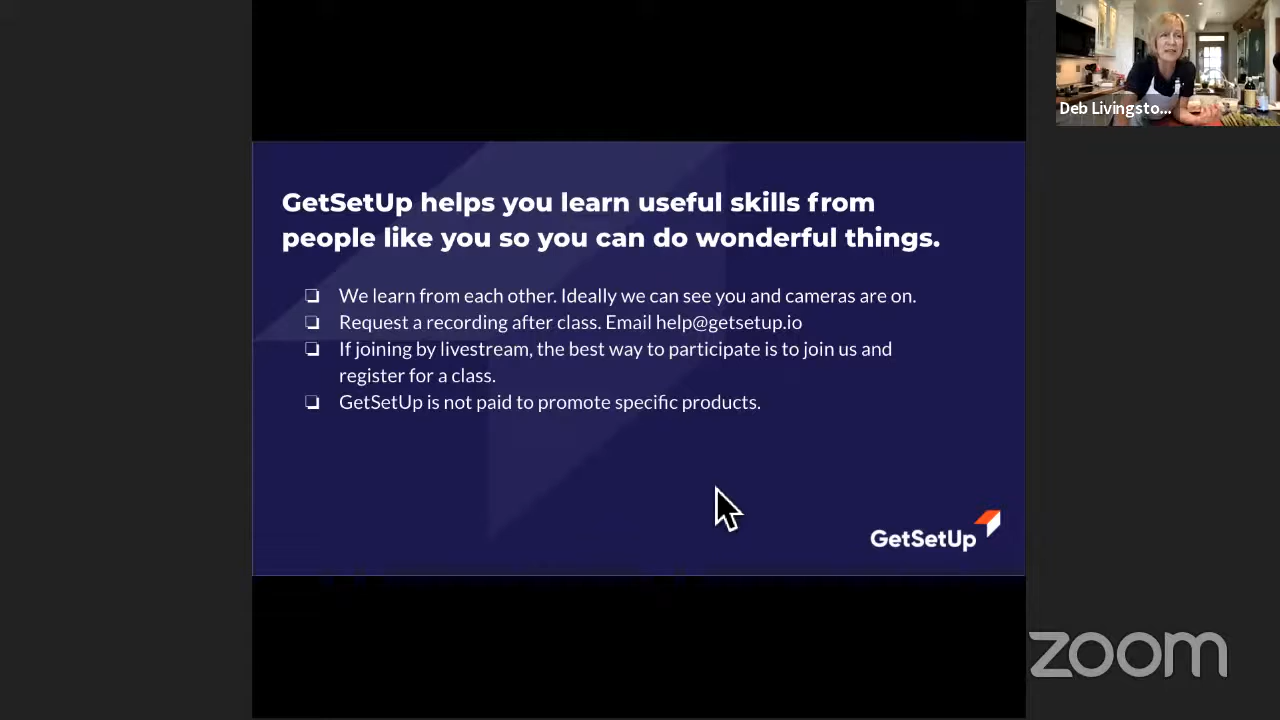 Deb Livingsto...
GetSetUp helps you learn useful skills from
people like you so you can do wonderful things.
❏ We learn from each other. Ideally we can see you and cameras are on.
❏ Request a recording after class. Email help@getsetup.io
❏ If joining by livestream, the best way to participate is to join us and
register for a class.
❏ GetSetUp is not paid to promote specific products.
GetSetUp
zoom